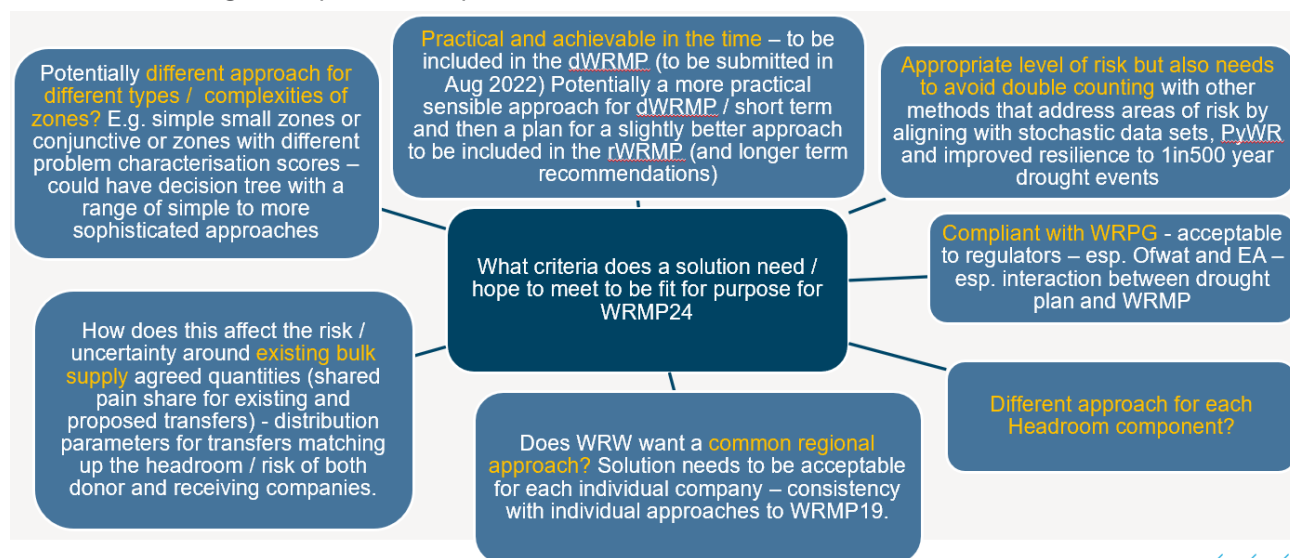 Potentially different approach for
different types /  complexities of
zones? E.g. simple small zones or
conjunctive or zones with different
problem characterisation scores –
could have decision tree with a
range of simple to more
sophisticated approaches
Practical and achievable in the time – to be
included in the dWRMP (to be submitted in
Aug 2022) Potentially a more practical
sensible approach for dWRMP / short term
and then a plan for a slightly better approach
to be included in the rWRMP (and longer term
recommendations)
Appropriate level of risk but also needs
to avoid double counting with other
methods that address areas of risk by
aligning with stochastic data sets, PyWR
and improved resilience to 1in500 year
drought events
What criteria does a solution need /
hope to meet to be fit for purpose for
WRMP24
Compliant with WRPG - acceptable
to regulators – esp. Ofwat and EA –
esp. interaction between drought
plan and WRMP
How does this affect the risk /
uncertainty around existing bulk
supply agreed quantities (shared
pain share for existing and
proposed transfers) - distribution
parameters for transfers matching
up the headroom / risk of both
donor and receiving companies.
Does WRW want a common regional
approach? Solution needs to be acceptable
for each individual company – consistency
with individual approaches to WRMP19.
Different approach for each
Headroom component?